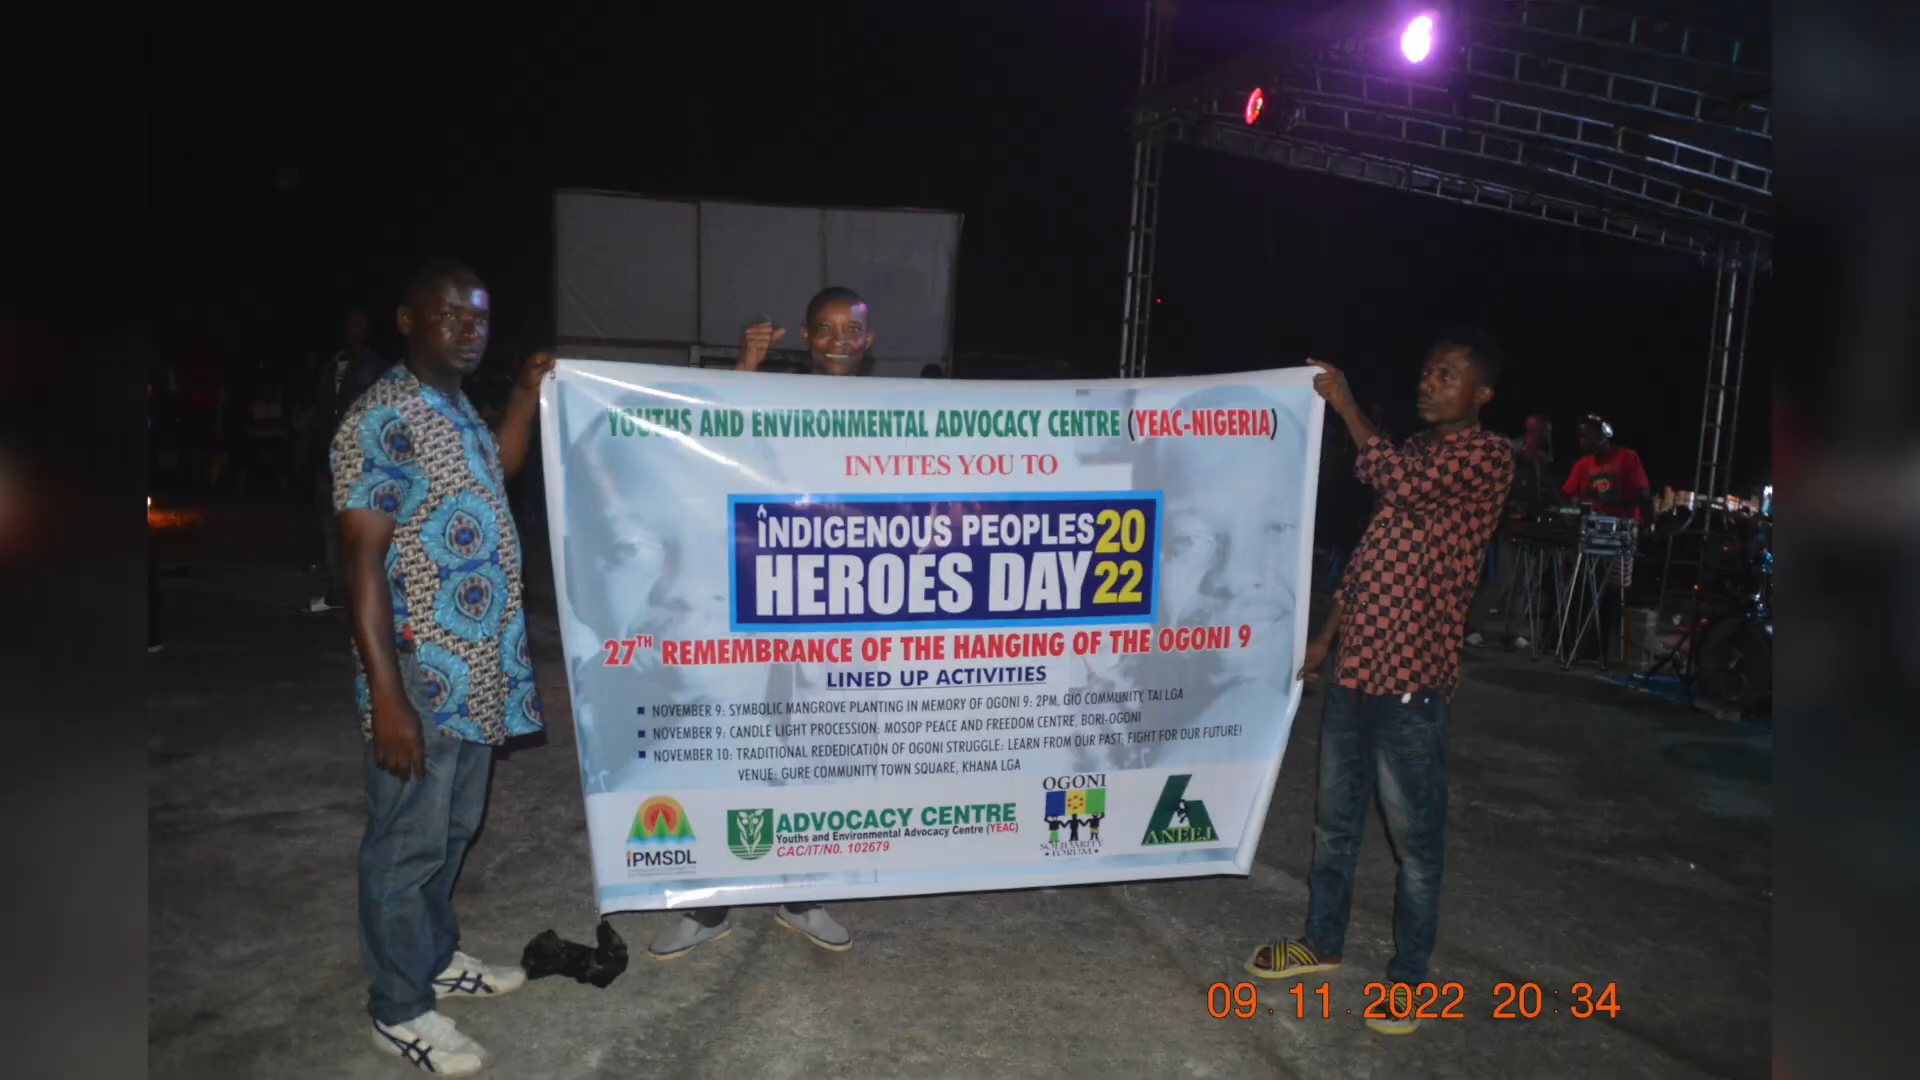 YOUTHS AND ENVIRONMENTAL ADVOCACY CENTRE (YEAC-NIGERIA)
INVITES YOU TO
INDIGENOUS PEOPLES
HEROES DAY
20
22
27TH REMEMBRANCE OF THE HANGING OF THE OGONI 9
LINED UP ACTIVITIES
NOVEMBER 9: SYMBOLIC MANGROVE PLANTING IN MEMORY OF OGONI 9: 2PM, GIO COMMUNITY TAI LGA
NOVEMBER 9: CANDLE LIGHT PROCESSION: MOSOP PEACE AND FREEDOM CENTRE, BORI-OGONI
NOVEMBER 10: TRADITIONAL REDEDICATION OF OGONI STRUGGLE: LEARN FROM OUR PAST; FIGHT FOR OUR FUTURE!
VENUE: GURE COMMUNITY TOWN SQUARE, KHANA LGA
iPMSDL
ADVOCACY CENTRE
Youths and Environmental Advocacy Centre (YEAC)
CAC/IT/NO. 102679
OGONI
SOLIDARITY
FORUM
ANEEJ
09.11.2022 20:34